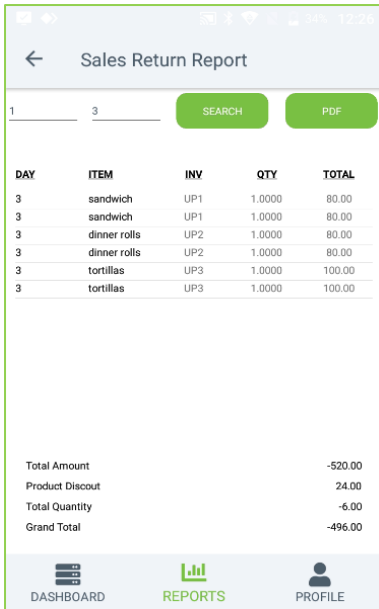 34% 12:26
Sales Return Report
1 3 SEARCH PDF
DAY ITEM INV QTY TOTAL
3 sandwich UP1 1.0000 80.00
3 sandwich UP1 1.0000 80.00
3 dinner rolls UP2 1.0000 80.00
3 dinner rolls UP2 1.0000 80.00
3 tortillas UP3 1.0000 100.00
3 tortillas UP3 1.0000 100.00
Total Amount -520.00
Product Discout 24.00
Total Quantity -6.00
Grand Total -496.00
DASHBOARD REPORTS PROFILE